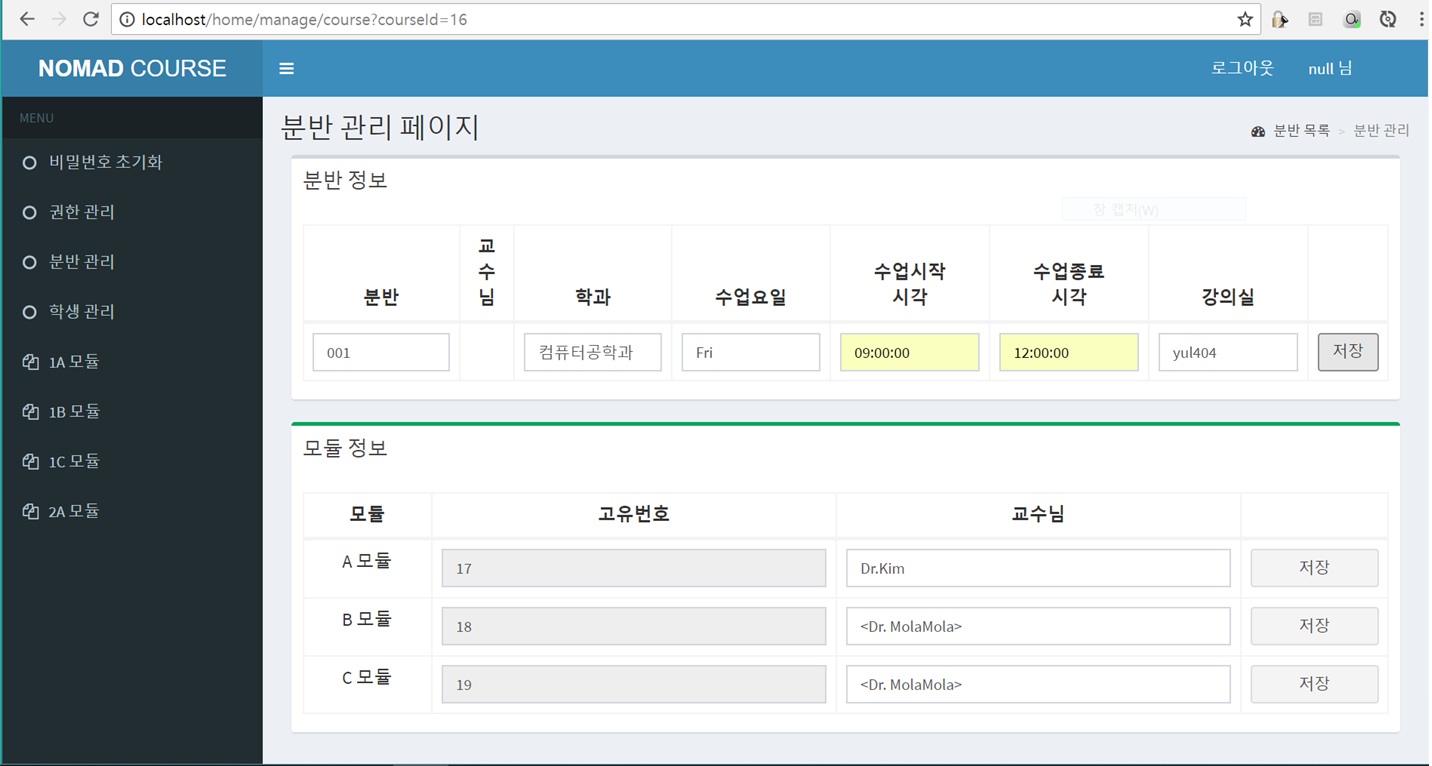 localhost/home/manage/course?courseId=16
NOMAD COURSE
로그아웃 null 님
MENU
비밀번호 초기화
권한 관리
분반 관리
학생 관리
1A 모듈
1B 모듈
1C 모듈
2A 모듈
분반 관리 페이지
분반 목록 > 분반 관리
분반 정보
창 캡처(W)
분반
교
수
님
학과
수업요일
수업시작
시각
수업종료
시각
강의실
001 컴퓨터공학과 Fri 09:00:00 12:00:00 yul404 저장
모듈 정보
모듈 고유번호 교수님
A 모듈 17 Dr.Kim 저장
B 모듈 18 <Dr. MolaMola> 저장
C 모듈 19 <Dr. MolaMola> 저장